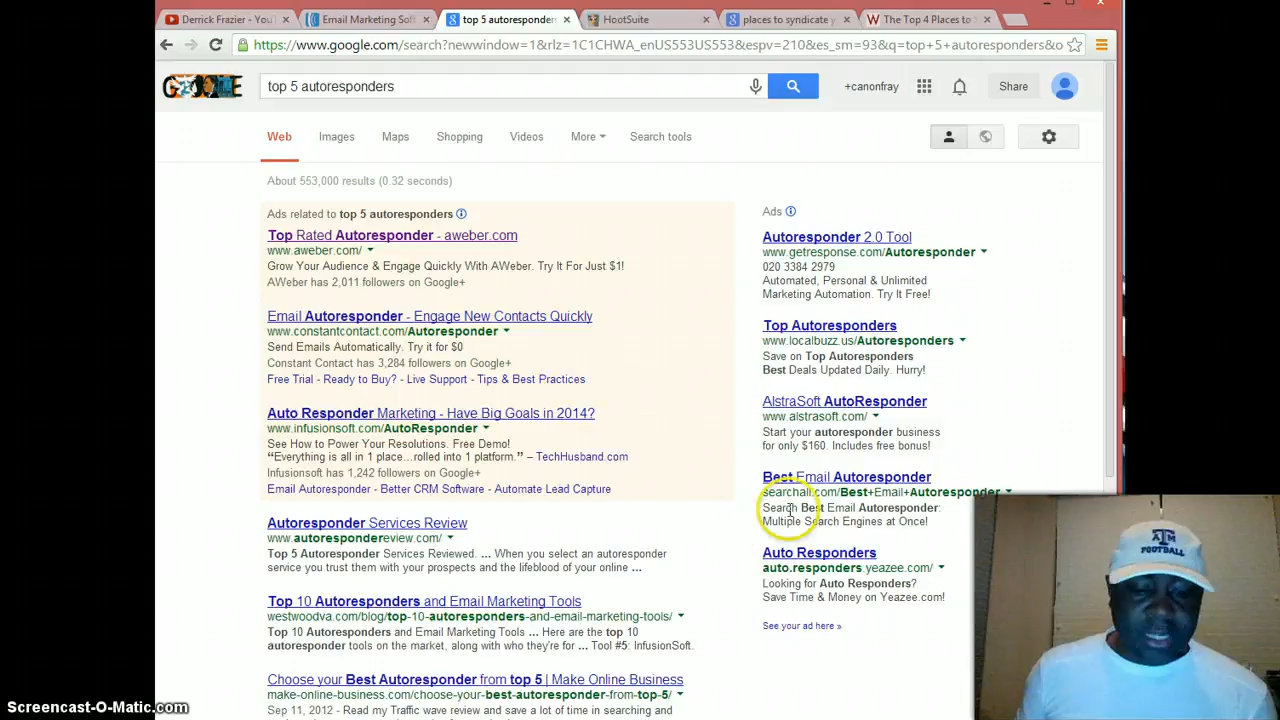 Derrick Frazier - YouT
Email Marketing Soft
top 5 autoresponders
HootSuite
places to syndicate y
The Top 4 Places to S
https://www.google.com/search?newwindow=1&rlz=1C1CHWA_enUS553US553&espv=210&es_sm=93&q=top+5+autoresponders&o
top 5 autoresponders
+canonfray
Share
Web
Images
Maps
Shopping
Videos
More
Search tools
About 553,000 results (0.32 seconds)
Ads related to top 5 autoresponders
Top Rated Autoresponder - aweber.com
www.aweber.com/
Grow Your Audience & Engage Quickly With AWeber. Try It For Just $1!
AWeber has 2,011 followers on Google+
Email Autoresponder - Engage New Contacts Quickly
www.constantcontact.com/Autoresponder
Send Emails Automatically. Try it for $0
Constant Contact has 3,284 followers on Google+
Free Trial - Ready to Buy? - Live Support - Tips & Best Practices
Auto Responder Marketing - Have Big Goals in 2014?
www.infusionsoft.com/AutoResponder
See How to Power Your Resolutions. Free Demo!
“Everything is all in 1 place...rolled into 1 platform.” – TechHusband.com
Infusionsoft has 1,242 followers on Google+
Email Autoresponder - Better CRM Software - Automate Lead Capture
Autoresponder Services Review
www.autoresponderreview.com/
Top 5 Autoresponder Services Reviewed. ... When you select an autoresponder
service you trust them with your prospects and the lifeblood of your online ...
Top 10 Autoresponders and Email Marketing Tools
westwoodva.com/blog/top-10-autoresponders-and-email-marketing-tools/
Top 10 Autoresponders and Email Marketing Tools ... Here are the top 10
autoresponder tools on the market, along with who they're for ... Tool #5: InfusionSoft.
Choose your Best Autoresponder from top 5 | Make Online Business
make-online-business.com/choose-your-best-autoresponder-from-top-5/
Sep 11, 2012 - Read my Traffic wave review and save a lot of time in searching and
Ads
Autoresponder 2.0 Tool
www.getresponse.com/Autoresponder
020 3384 2979
Automated, Personal & Unlimited
Marketing Automation. Try It Free!
Top Autoresponders
www.localbuzz.us/Autoresponders
Save on Top Autoresponders
Best Deals Updated Daily. Hurry!
AlstraSoft AutoResponder
www.alstrasoft.com/
Start your autoresponder business
for only $160. Includes free bonus!
Best Email Autoresponder
searchall.com/Best+Email+Autoresponder
Search Best Email Autoresponder:
Multiple Search Engines at Once!
Auto Responders
auto.responders.yeazee.com/
Looking for Auto Responders?
Save Time & Money on Yeazee.com!
See your ad here »
ATM
FOOTBALL
Screencast-O-Matic.com